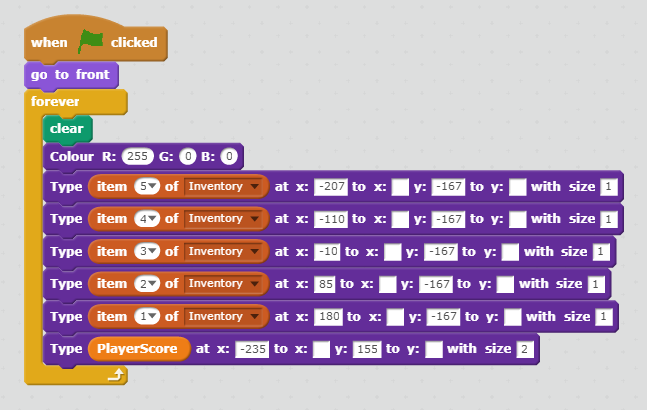 when clicked
go to front
forever
clear
Colour R: 255 G: 0 B: 0
Type item 5 of Inventory at x: -207 to x: y: -167 to y: with size 1
Type item 4 of Inventory at x: -110 to x: y: -167 to y: with size 1
Type item 3 of Inventory at x: -10 to x: y: -167 to y: with size 1
Type item 2 of Inventory at x: 85 to x: y: -167 to y: with size 1
Type item 1 of Inventory at x: 180 to x: y: -167 to y: with size 1
Type PlayerScore at x: -235 to x: y: 155 to y: with size 2